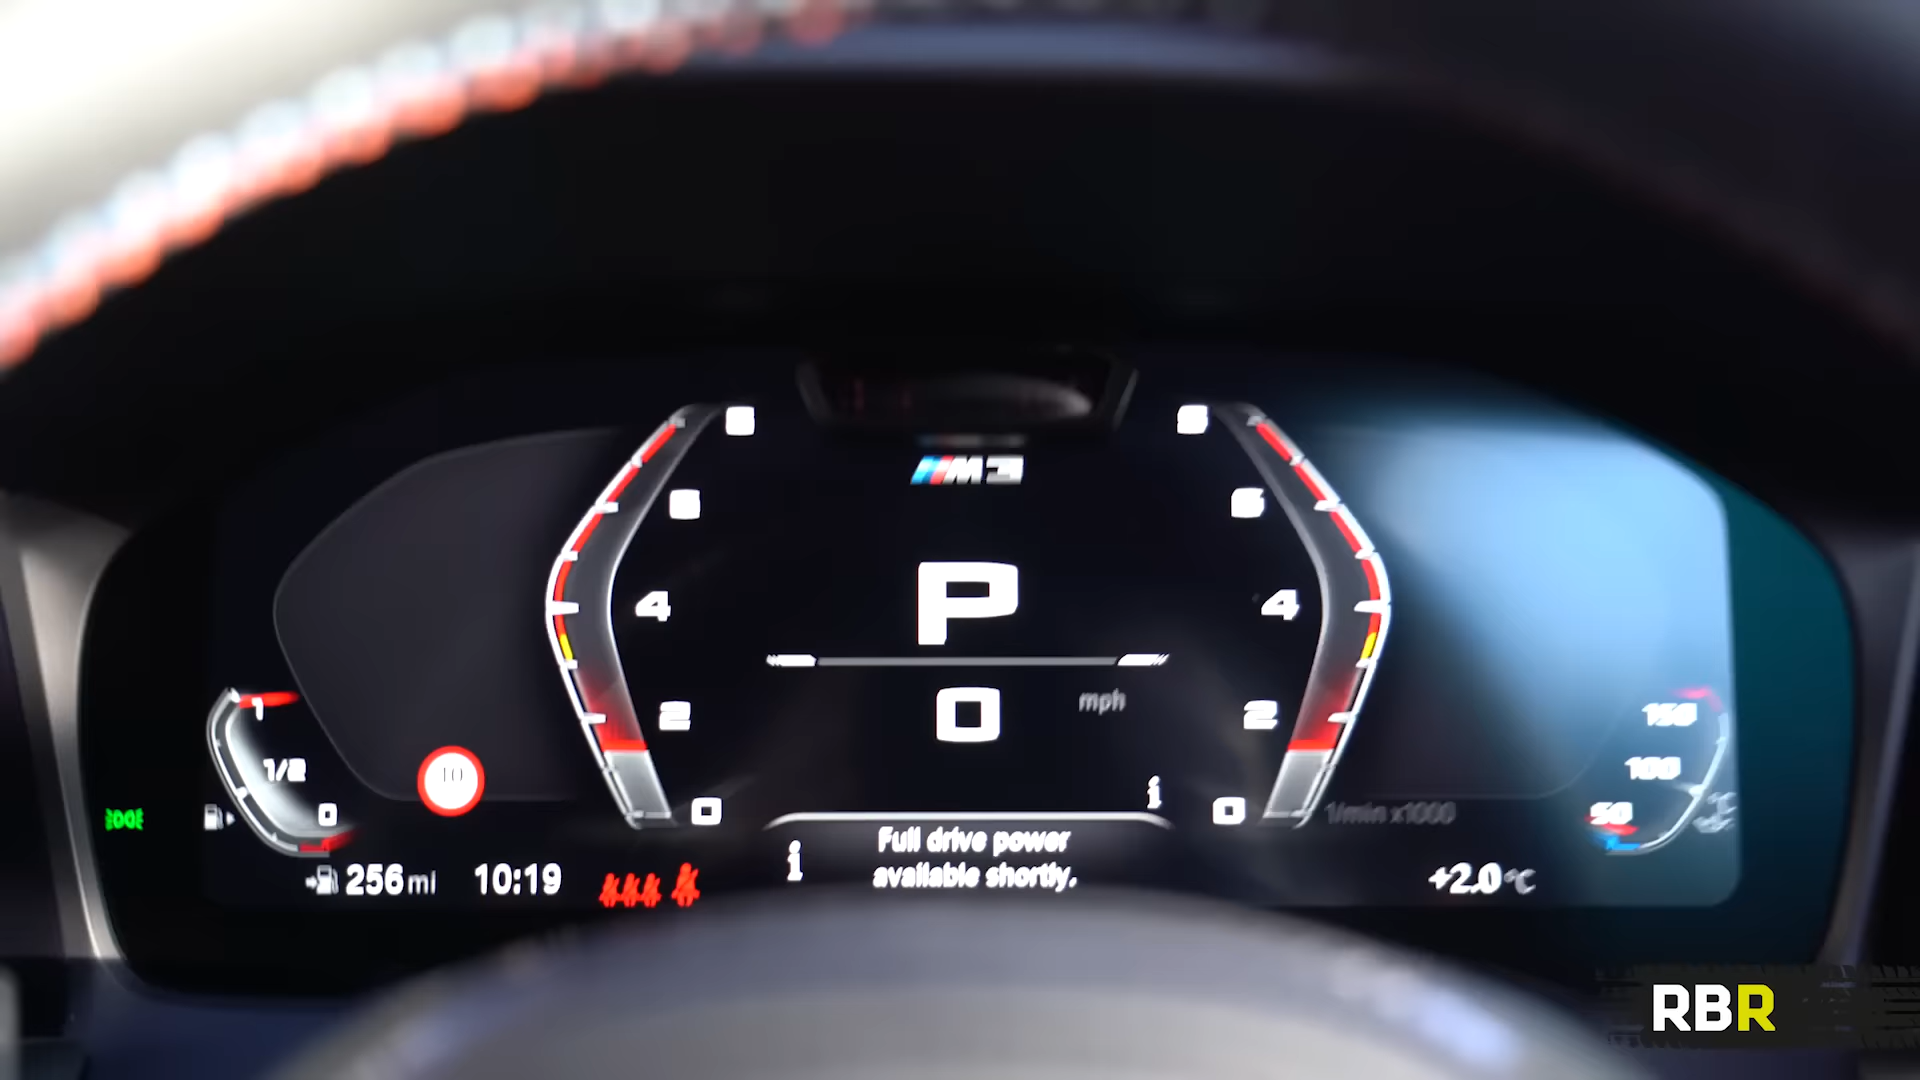 8
8
M3
6
6
P
4
4
mph
1
2
0
2
150
1/2
10
100
0
0
0
1/min x1000
50
Full drive power
available shortly.
256 mi
10:19
+2.0°C
RBR